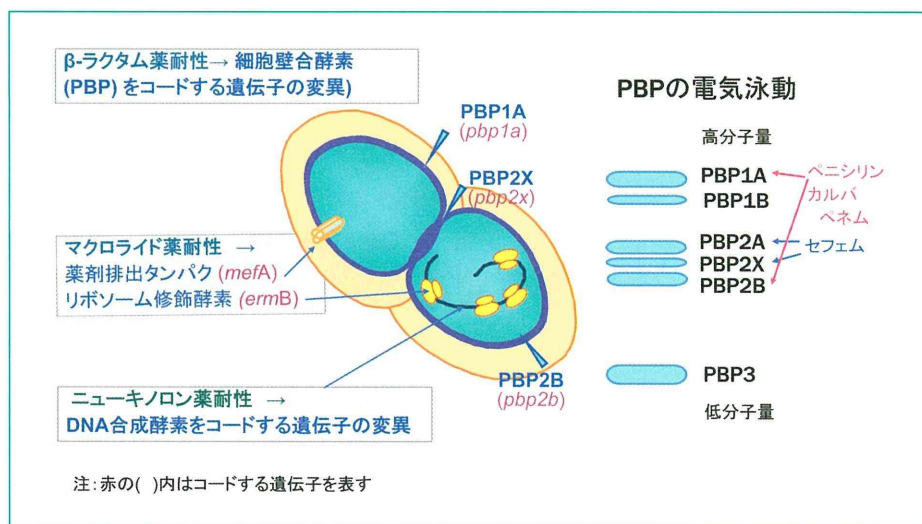 β-ラクタム薬耐性→ 細胞壁合酵素
(PBP) をコードする遺伝子の変異)
PBP1A
(pbp1a)
PBP2X
(pbp2x)
マクロライド薬耐性 →
薬剤排出タンパク (mefA)
リボソーム修飾酵素 (ermB)
PBP2B
(pbp2b)
ニューキノロン薬耐性 →
DNA合成酵素をコードする遺伝子の変異
注:赤の( )内はコードする遺伝子を表す
PBPの電気泳動
高分子量
PBP1A
PBP1B
ペニシリン
カルバ
ペネム
PBP2A
PBP2X
PBP2B
セフェム
PBP3
低分子量